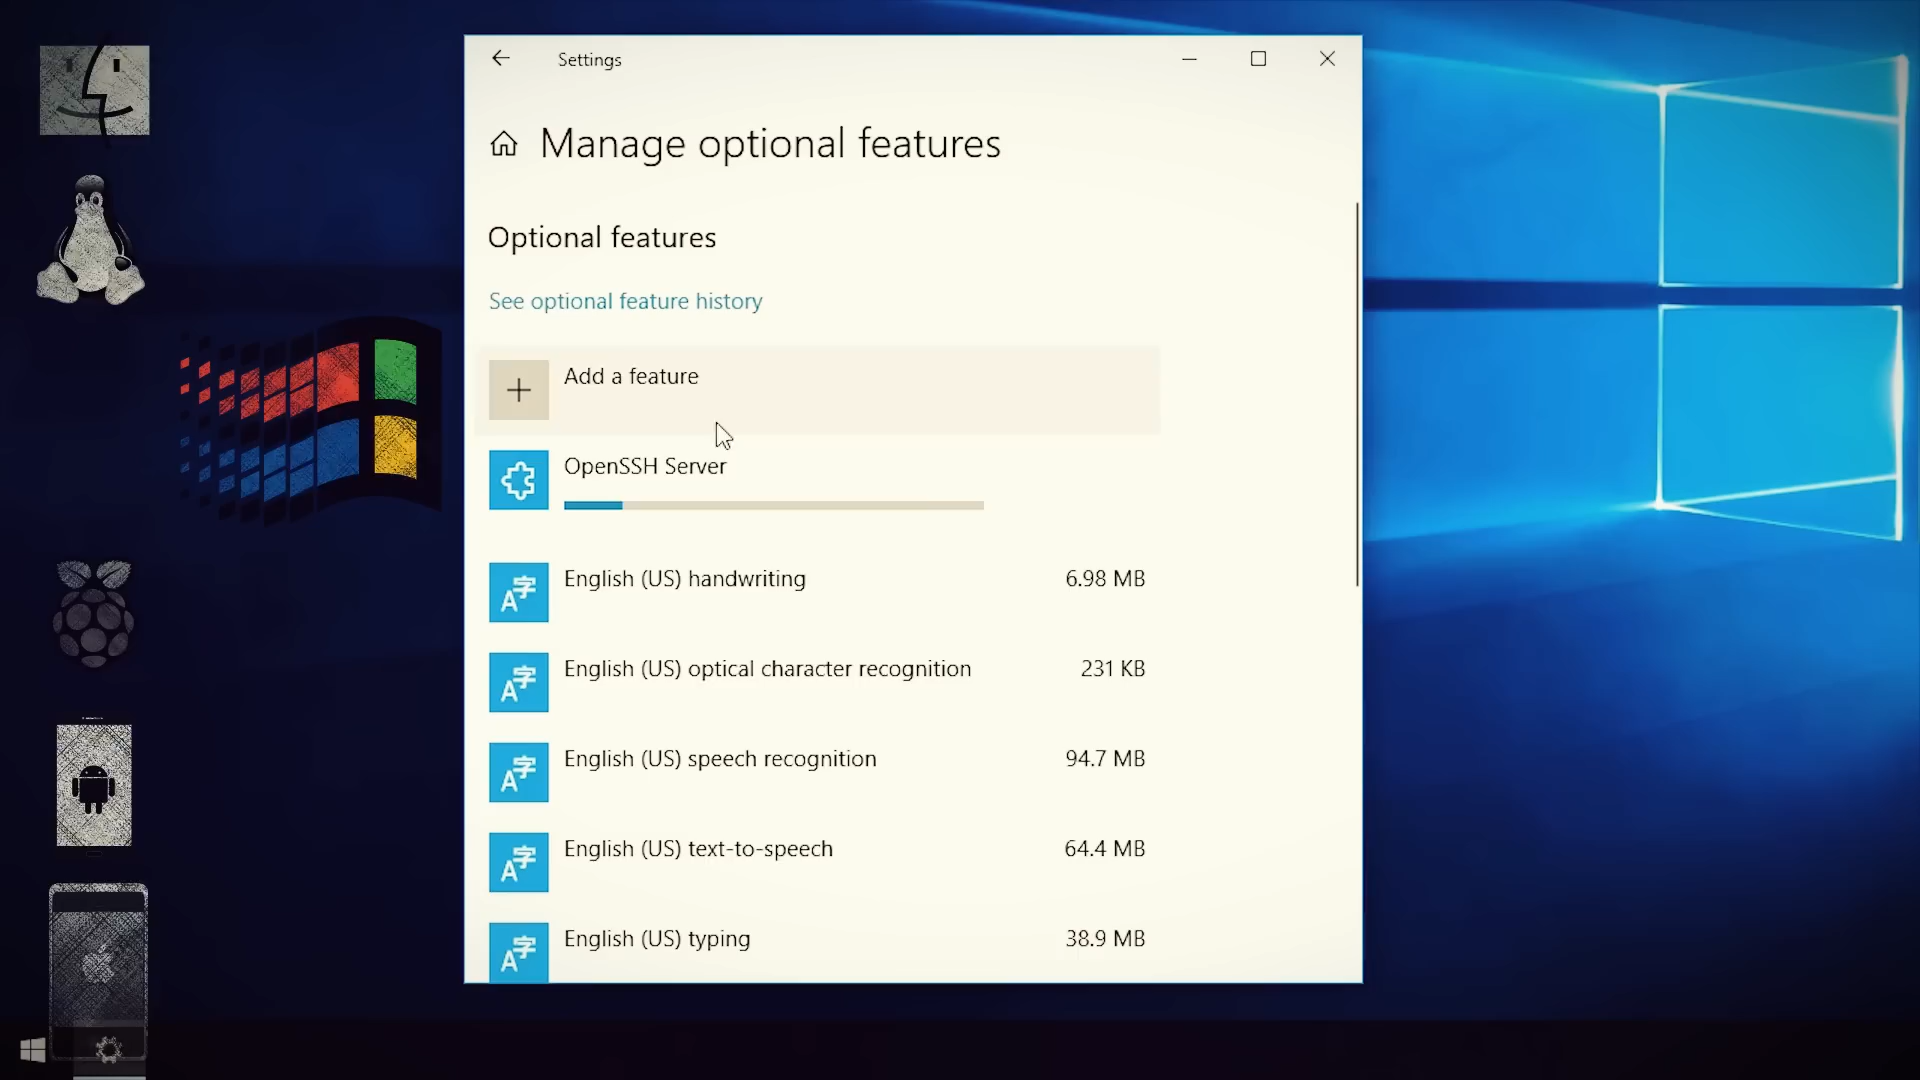 Settings
Manage optional features
Optional features
See optional feature history
Add a feature
OpenSSH Server
English (US) handwriting 6.98 MB
English (US) optical character recognition 231 KB
English (US) speech recognition 94.7 MB
English (US) text-to-speech 64.4 MB
English (US) typing 38.9 MB